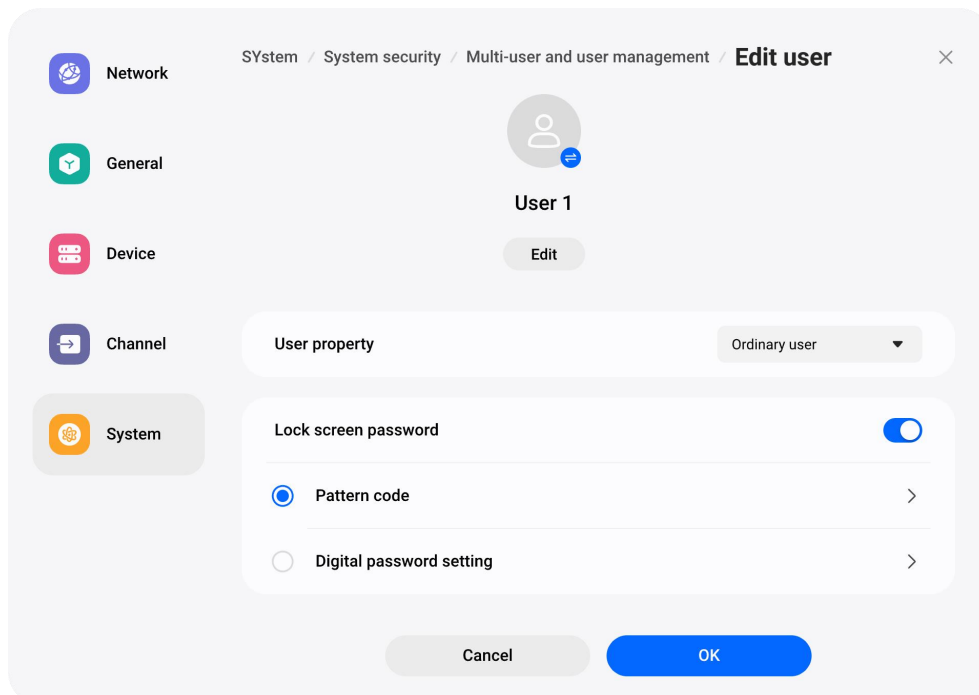 SYstem / System security / Multi-user and user management / Edit user
Network
General
Device
Channel
System
User 1
Edit
User property
Ordinary user
Lock screen password
Pattern code
Digital password setting
Cancel
OK